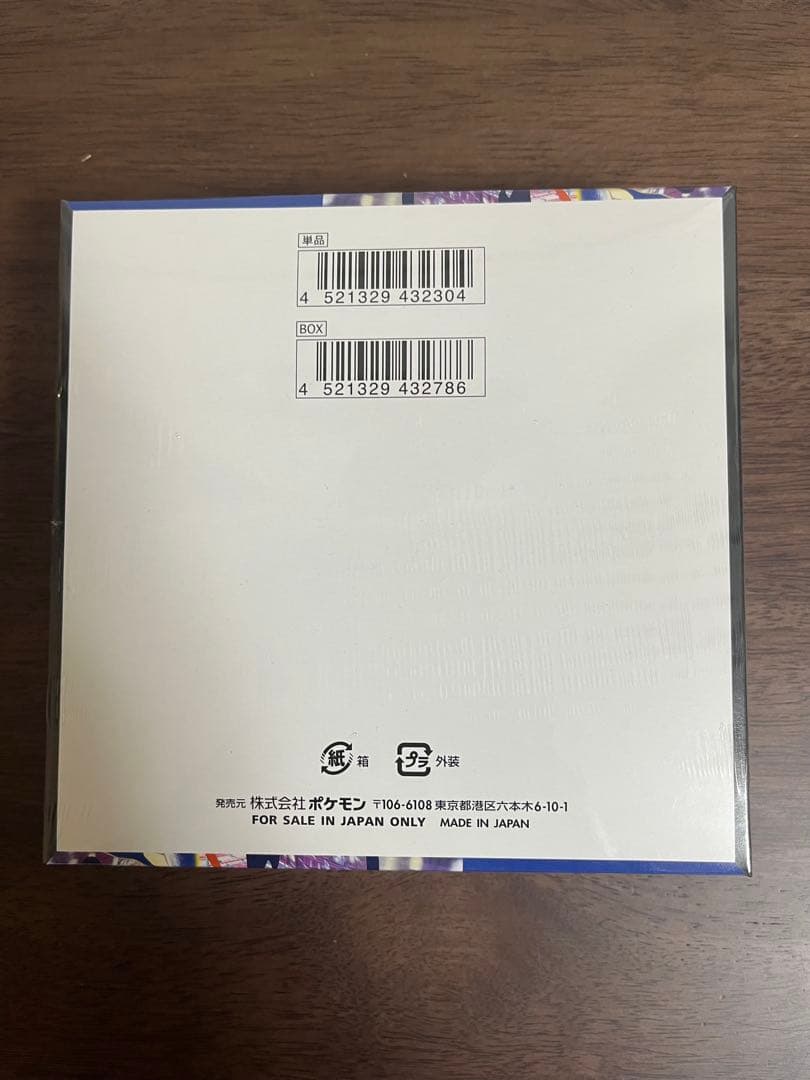 単品
4 521329 432304
BOX
4 521329 432786
紙 箱 プラ 外装
発売元 株式会社 ポケモン 〒106-6108 東京都港区六本木6-10-1
FOR SALE IN JAPAN ONLY MADE IN JAPAN